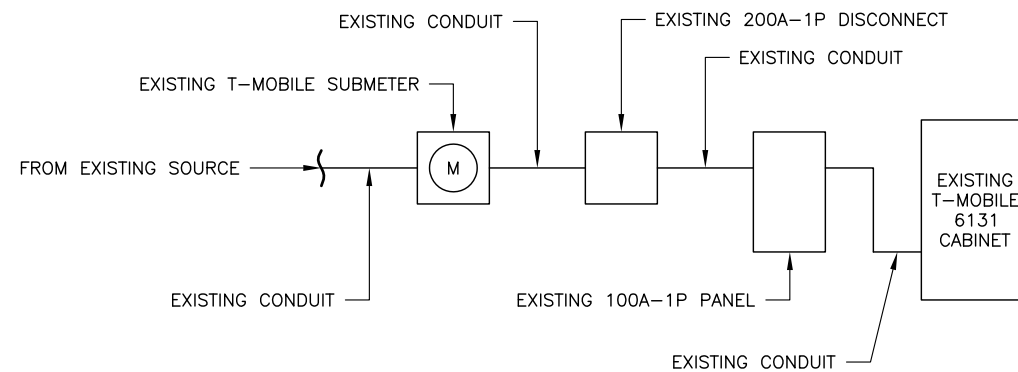 EXISTING CONDUIT
EXISTING 200A-1P DISCONNECT
EXISTING CONDUIT
EXISTING T-MOBILE SUBMETER
FROM EXISTING SOURCE
M
EXISTING
T-MOBILE
6131
CABINET
EXISTING CONDUIT
EXISTING 100A-1P PANEL
EXISTING CONDUIT